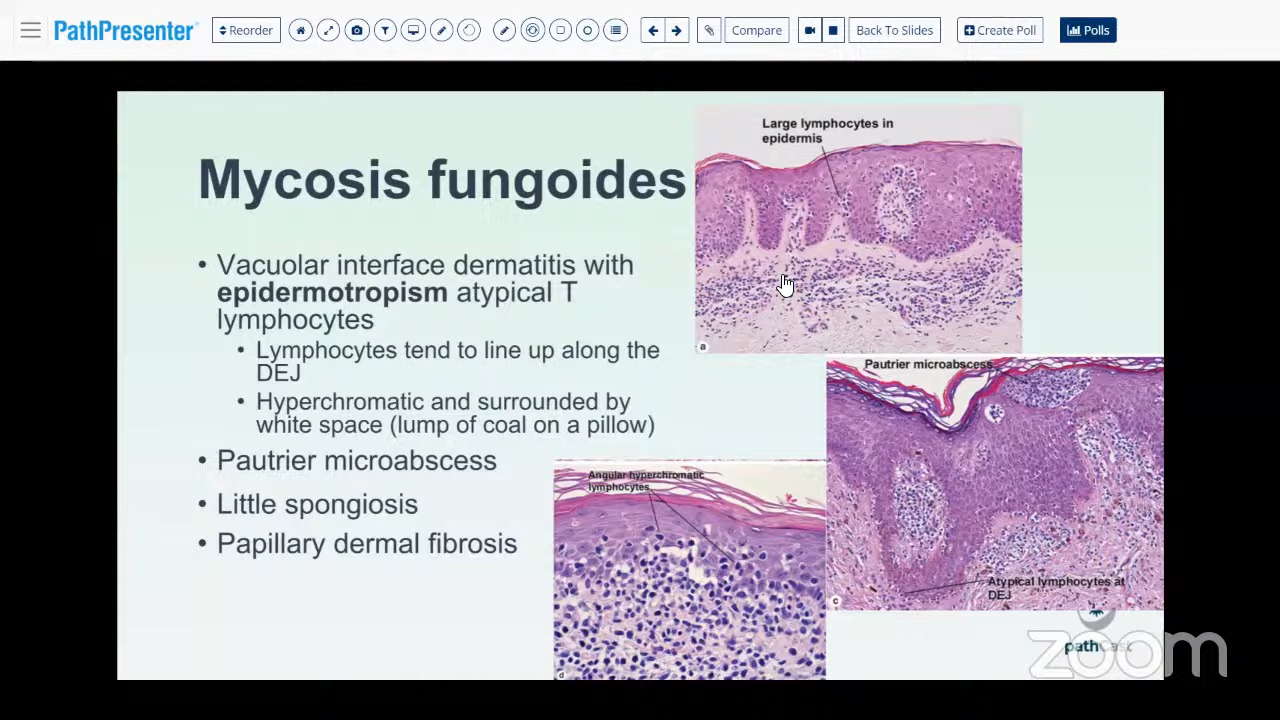 PathPresenter
Reorder
Compare
Back To Slides
Create Poll
Polls
Mycosis fungoides
• Vacuolar interface dermatitis with
epidermotropism atypical T
lymphocytes
• Lymphocytes tend to line up along the
DEJ
• Hyperchromatic and surrounded by
white space (lump of coal on a pillow)
• Pautrier microabscess
• Little spongiosis
• Papillary dermal fibrosis
Large lymphocytes in
epidermis
a
Pautrier microabscess
Atypical lymphocytes at
DEJ
c
Angular hyperchromatic
lymphocytes
d
pathCast
zoom